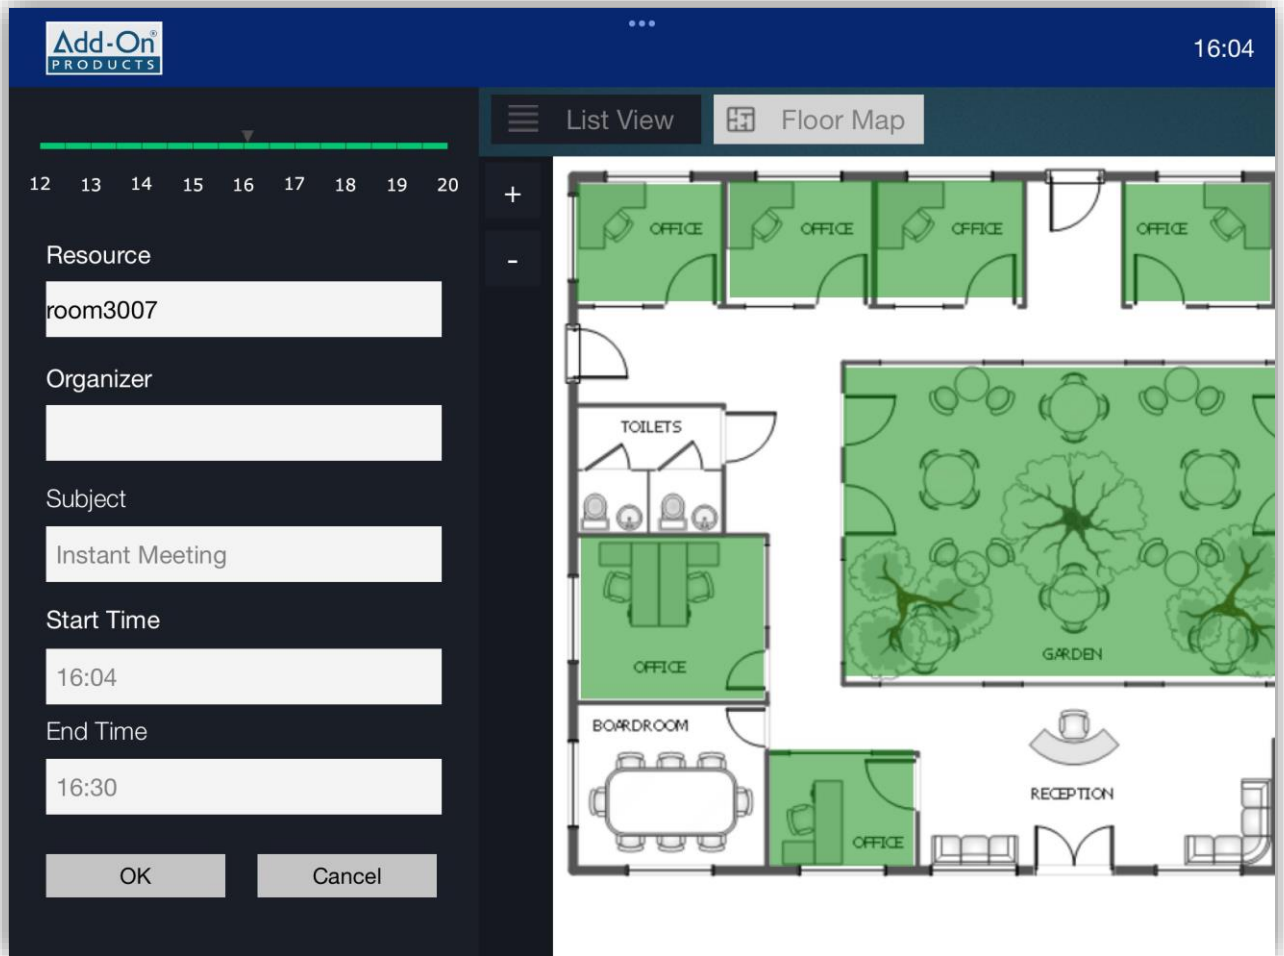 Add-On®
PRODUCTS
•••
16:04
List View
Floor Map
12 13 14 15 16 17 18 19 20
+
-
Resource
room3007
Organizer
Subject
Instant Meeting
Start Time
16:04
End Time
16:30
OK
Cancel
OFFICE
OFFICE
OFFICE
OFFICE
TOILETS
GARDEN
OFFICE
BOARDROOM
RECEPTION
OFFICE